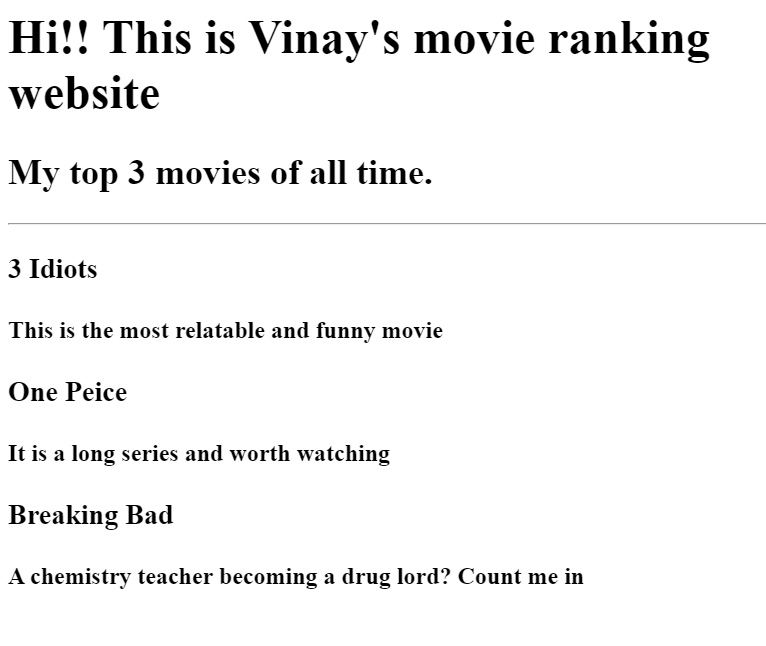 Hi!! This is Vinay's movie ranking
website
My top 3 movies of all time.
3 Idiots
This is the most relatable and funny movie
One Peice
It is a long series and worth watching
Breaking Bad
A chemistry teacher becoming a drug lord? Count me in